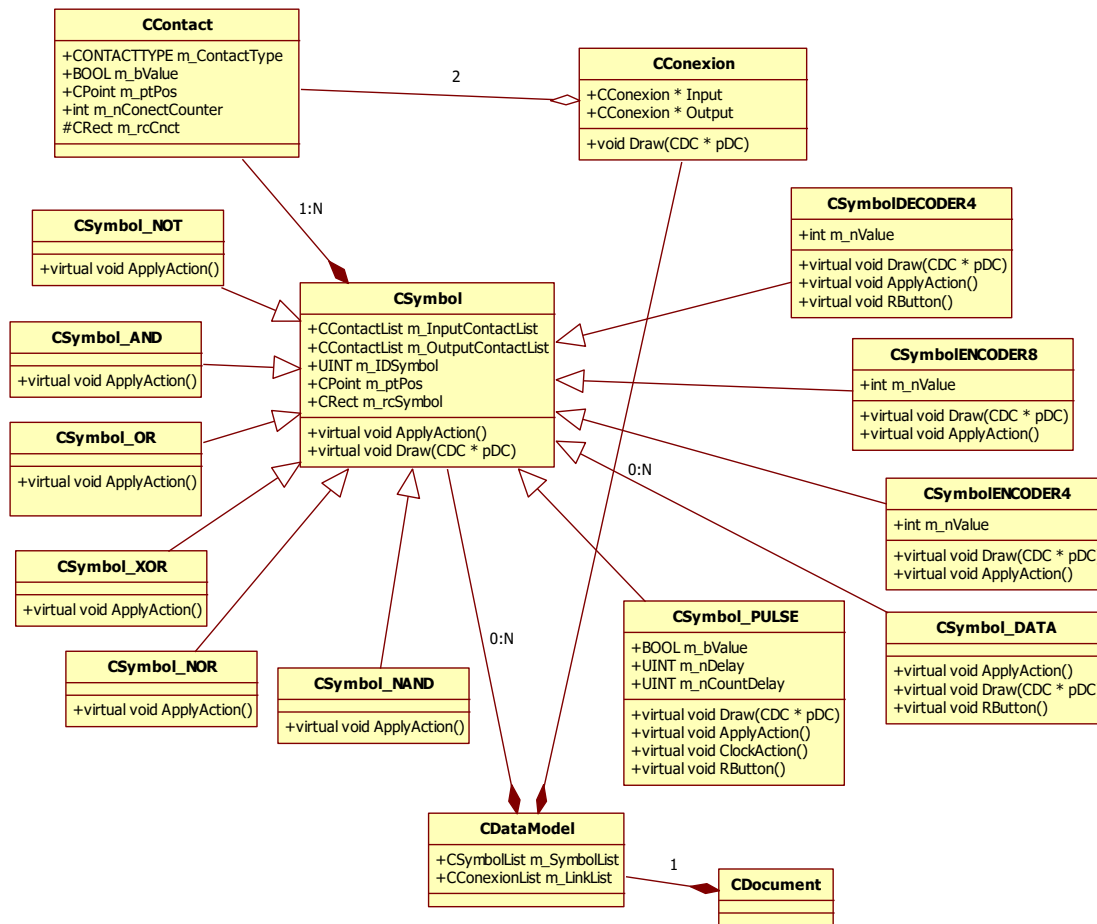 CContact
+CONTACTTYPE m_ContactType
+BOOL m_bValue
+CPoint m_ptPos
+int m_nConectCounter
#CRect m_rcCnct
2
CConexion
+CConexion * Input
+CConexion * Output
+void Draw(CDC * pDC)
1:N
CSymbol_NOT
+virtual void ApplyAction()
CSymbolDECODER4
+int m_nValue
+virtual void Draw(CDC * pDC)
+virtual void ApplyAction()
+virtual void RButton()
CSymbol
+CContactList m_InputContactList
+CContactList m_OutputContactList
+UINT m_IDSymbol
+CPoint m_ptPos
+CRect m_rcSymbol
+virtual void ApplyAction()
+virtual void Draw(CDC * pDC)
CSymbol_AND
+virtual void ApplyAction()
CSymbolENCODER8
+int m_nValue
+virtual void Draw(CDC * pDC)
+virtual void ApplyAction()
CSymbol_OR
+virtual void ApplyAction()
0:N
CSymbolENCODER4
+int m_nValue
+virtual void Draw(CDC * pDC
+virtual void ApplyAction()
CSymbol_XOR
+virtual void ApplyAction()
CSymbol_PULSE
+BOOL m_bValue
+UINT m_nDelay
+UINT m_nCountDelay
+virtual void Draw(CDC * pDC)
+virtual void ApplyAction()
+virtual void ClockAction()
+virtual void RButton()
CSymbol_DATA
+virtual void ApplyAction()
+virtual void Draw(CDC * pDC
+virtual void RButton()
0:N
CSymbol_NOR
+virtual void ApplyAction()
CSymbol_NAND
+virtual void ApplyAction()
CDataModel
+CSymbolList m_SymbolList
+CConexionList m_LinkList
1
CDocument